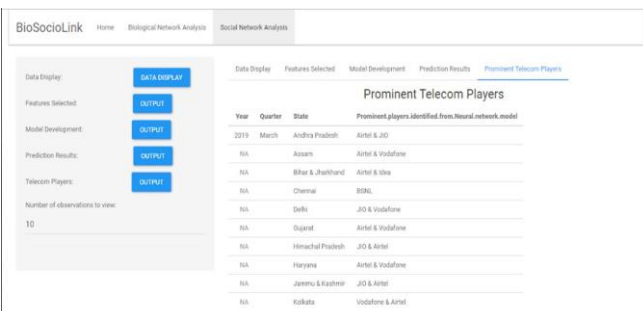 BioSocioLink Home Biological Network Analysis Social Network Analysis
Data Display: DATA DISPLAY
Features Selected: OUTPUT
Model Development: OUTPUT
Prediction Results: OUTPUT
Telecom Players: OUTPUT
Number of observations to view:
10
Data Display Features Selected Model Development Prediction Results Prominent Telecom Players
Prominent Telecom Players
Year Quarter State Prominent.players.identified.from.Neural.network.model
2019 March Andhra Pradesh Airtel & JIO
NA Assam Airtel & Vodafone
NA Bihar & Jharkhand Airtel & Idea
NA Chennai BSNL
NA Delhi JIO & Vodafone
NA Gujarat Airtel & Vodafone
NA Himachal Pradesh JIO & Airtel
NA Haryana Airtel & Vodafone
NA Jammu & Kashmir JIO & Airtel
NA Kolkata Vodafone & Airtel